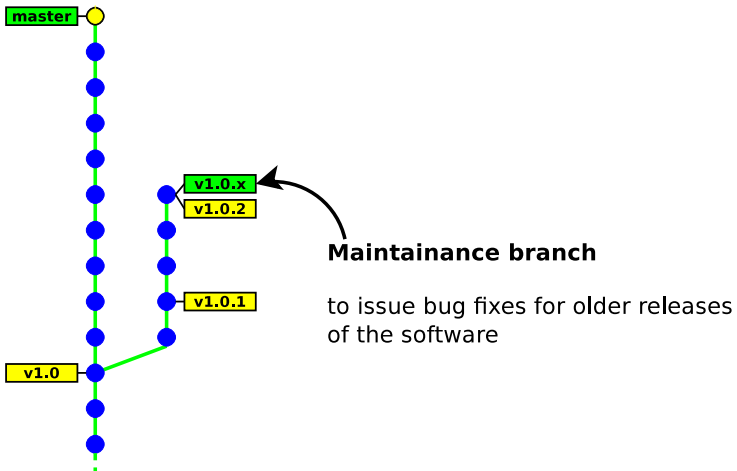 master
v1.0.x
v1.0.2
Maintainance branch
v1.0.1
to issue bug fixes for older releases
of the software
v1.0